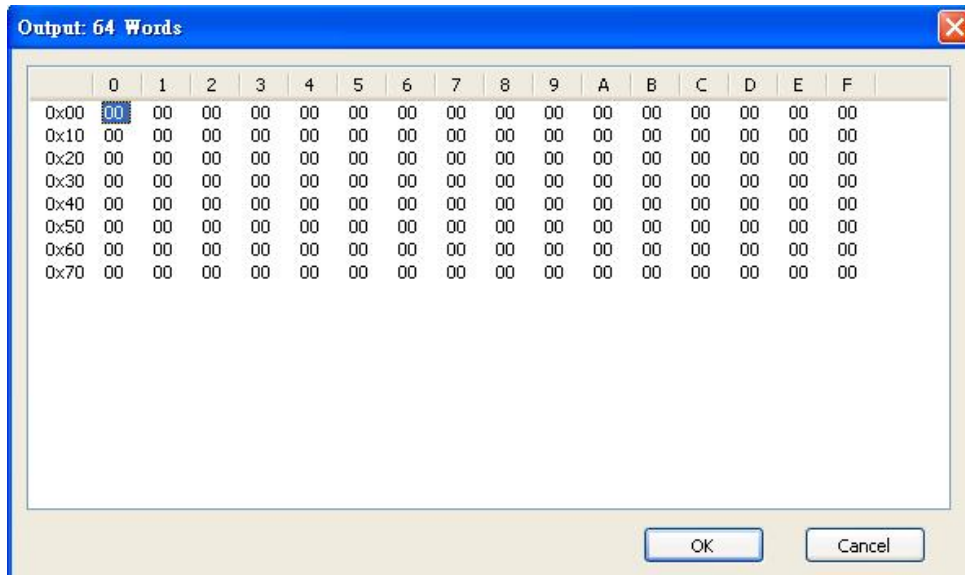 Output: 64 Words
0 1 2 3 4 5 6 7 8 9 A B C D E F
0x00 00 00 00 00 00 00 00 00 00 00 00 00 00 00 00 00
0x10 00 00 00 00 00 00 00 00 00 00 00 00 00 00 00 00
0x20 00 00 00 00 00 00 00 00 00 00 00 00 00 00 00 00
0x30 00 00 00 00 00 00 00 00 00 00 00 00 00 00 00 00
0x40 00 00 00 00 00 00 00 00 00 00 00 00 00 00 00 00
0x50 00 00 00 00 00 00 00 00 00 00 00 00 00 00 00 00
0x60 00 00 00 00 00 00 00 00 00 00 00 00 00 00 00 00
0x70 00 00 00 00 00 00 00 00 00 00 00 00 00 00 00 00
OK Cancel